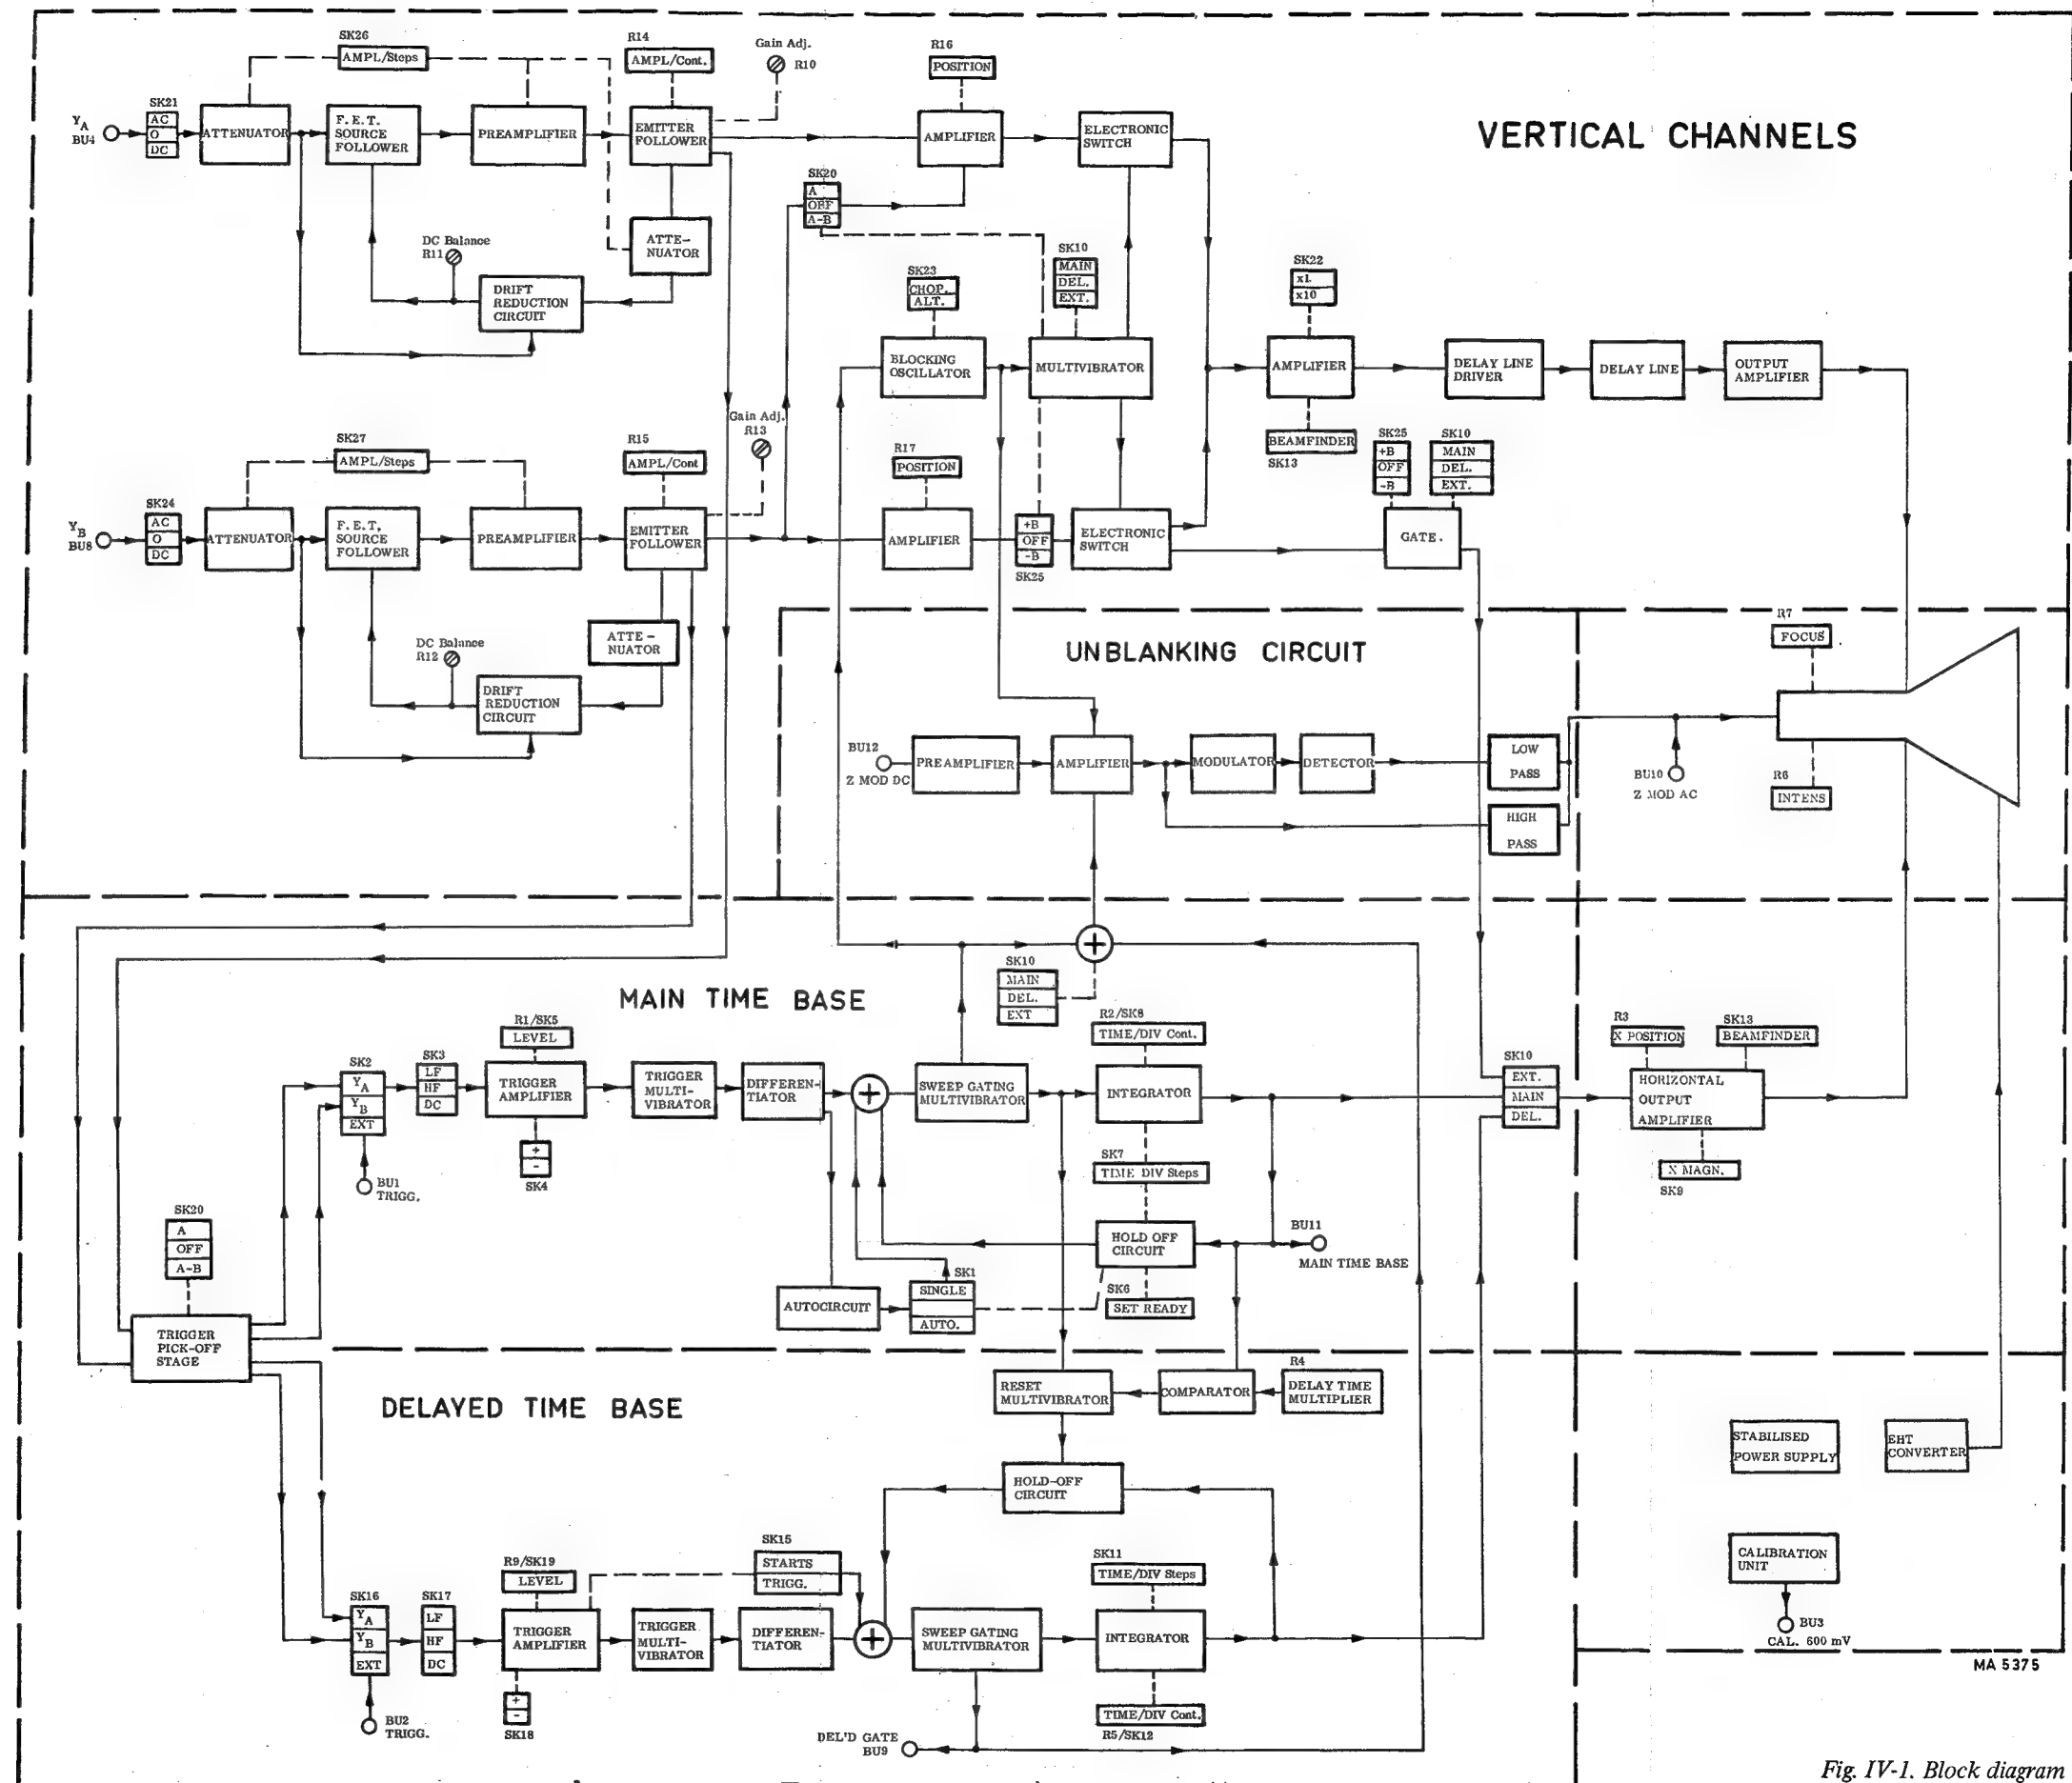 VERTICAL CHANNELS
SK26
AMPL/Steps
R14
AMPL/Cont.
Gain Adj.
R10
R16
POSITION
YA
BU4
SK21
AC
O
DC
ATTENUATOR
F. E. T.
SOURCE
FOLLOWER
PREAMPLIFIER
EMITTER
FOLLOWER
AMPLIFIER
ELECTRONIC
SWITCH
SK20
A
OFF
A-B
ATTE-
NUATOR
DC Balance
R11
DRIFT
REDUCTION
CIRCUIT
SK23
CHOP.
ALT.
SK10
MAIN
DEL.
EXT.
SK22
x1
x10
BLOCKING
OSCILLATOR
MULTIVIBRATOR
AMPLIFIER
DELAY LINE
DRIVER
DELAY LINE
OUTPUT
AMPLIFIER
BEAMFINDER
SK13
Gain Adj.
R13
SK27
AMPL/Steps
R15
AMPL/Cont
R17
POSITION
SK25
+B
OFF
-B
SK10
MAIN
DEL.
EXT.
YB
BU8
SK24
AC
O
DC
ATTENUATOR
F. E. T,
SOURCE
FOLLOWER
PREAMPLIFIER
EMITTER
FOLLOWER
AMPLIFIER
+B
OFF
-B
SK25
ELECTRONIC
SWITCH
GATE.
ATTE -
NUATOR
DC Balance
R12
DRIFT
REDUCTION
CIRCUIT
UNBLANKING CIRCUIT
R7
FOCUS
BU12
Z MOD DC
PREAMPLIFIER
AMPLIFIER
MODULATOR
DETECTOR
LOW
PASS
HIGH
PASS
BU10
Z MOD AC
R6
INTENS
MAIN TIME BASE
SK10
MAIN
DEL.
EXT
R2/SK8
TIME/DIV Cont.
R3
X POSITION
SK13
BEAMFINDER
R1/SK5
LEVEL
SK2
YA
YB
EXT
SK3
LF
HF
DC
TRIGGER
AMPLIFIER
TRIGGER
MULTI-
VIBRATOR
DIFFEREN-
TIATOR
+
SWEEP GATING
MULTIVIBRATOR
INTEGRATOR
SK10
EXT.
MAIN
DEL.
HORIZONTAL
OUTPUT
AMPLIFIER
X MAGN.
SK9
+
-
SK4
BU1
TRIGG.
SK7
TIME DIV Steps
HOLD OFF
CIRCUIT
BU11
MAIN TIME BASE
SK6
SET READY
SK1
SINGLE
AUTO.
AUTOCIRCUIT
SK20
A
OFF
A-B
TRIGGER
PICK-OFF
STAGE
DELAYED TIME BASE
RESET
MULTIVIBRATOR
COMPARATOR
R4
DELAY TIME
MULTIPLIER
HOLD-OFF
CIRCUIT
STABILISED
POWER SUPPLY
EHT
CONVERTER
CALIBRATION
UNIT
BU3
CAL. 600 mV
MA 5375
SK15
STARTS
TRIGG.
SK11
TIME/DIV Steps
R9/SK19
LEVEL
SK16
YA
YB
EXT
SK17
LF
HF
DC
TRIGGER
AMPLIFIER
TRIGGER
MULTI-
VIBRATOR
DIFFEREN-
TIATOR
+
SWEEP GATING
MULTIVIBRATOR
INTEGRATOR
+
-
SK18
BU2
TRIGG.
TIME/DIV Cont.
R5/SK12
DEL'D GATE
BU9
Fig. IV-1. Block diagram